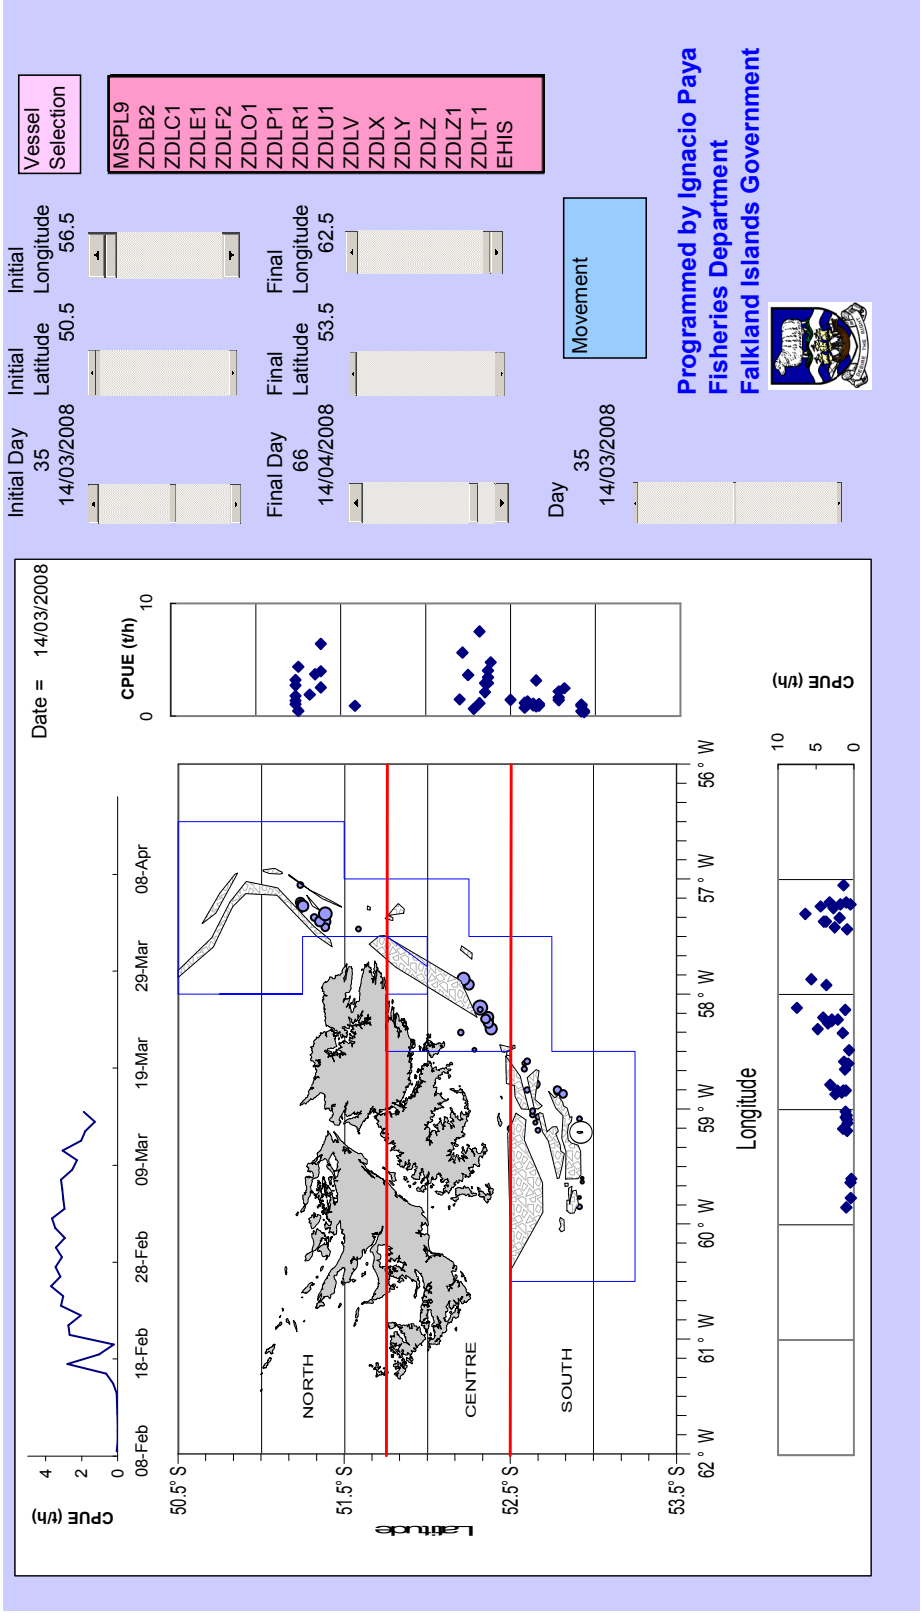 Date = 14/03/2008
CPUE (t/h)
4
2
0
08-Feb
18-Feb
28-Feb
09-Mar
19-Mar
29-Mar
08-Apr
Latitude
50.5° S
51.5° S
52.5° S
53.5° S
NORTH
CENTRE
SOUTH
62 ° W
61 ° W
60 ° W
59 ° W
58 ° W
57 ° W
56 ° W
Longitude
CPUE (t/h)
0
10
CPUE (t/h)
10
5
0
Initial Day
35
14/03/2008
Initial
Latitude
50.5
Initial
Longitude
56.5
Vessel
Selection
Final Day
66
14/04/2008
Final
Latitude
53.5
Final
Longitude
62.5
MSPL9
ZDLB2
ZDLC1
ZDLE1
ZDLF2
ZDLO1
ZDLP1
ZDLR1
ZDLU1
ZDLV
ZDLX
ZDLY
ZDLZ
ZDLZ1
ZDLT1
EHIS
Day
35
14/03/2008
Movement
Programmed by Ignacio Paya
Fisheries Department
Falkland Islands Government